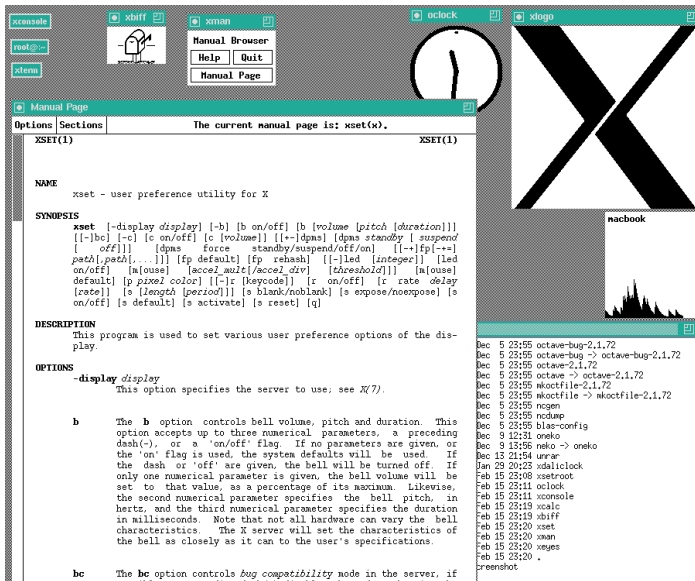 xconsole
root@:~
xterm
xbiff
xman
Manual Browser
Help Quit
Manual Page
oclock
xlogo
macbook
Manual Page
Options Sections The current manual page is: xset(x).
XSET(1) XSET(1)
NAME
xset - user preference utility for X
SYNOPSIS
xset [-display display] [-b] [b on/off] [b [volume [pitch [duration]]]
[[-]bc] [-c] [c on/off] [c [volume]] [[+-]dpms] [dpms standby [ suspend
[ off]]] [dpms force standby/suspend/off/on] [[-+]fp[-+=]
path[,path[,...]]] [fp default] [fp rehash] [[-]led [integer]] [led
on/off] [m[ouse] [accel_mult[/accel_div] [threshold]]] [m[ouse]
default] [p pixel color] [[-]r [keycode]] [r on/off] [r rate delay
[rate]] [s [length [period]]] [s blank/noblank] [s expose/noexpose] [s
on/off] [s default] [s activate] [s reset] [q]
DESCRIPTION
This program is used to set various user preference options of the dis-
play.
OPTIONS
-display display
This option specifies the server to use; see X(7).
b The b option controls bell volume, pitch and duration. This
option accepts up to three numerical parameters, a preceding
dash(-), or a 'on/off' flag. If no parameters are given, or
the 'on' flag is used, the system defaults will be used. If
the dash or 'off' are given, the bell will be turned off. If
only one numerical parameter is given, the bell volume will be
set to that value, as a percentage of its maximum. Likewise,
the second numerical parameter specifies the bell pitch, in
hertz, and the third numerical parameter specifies the duration
in milliseconds. Note that not all hardware can vary the bell
characteristics. The X server will set the characteristics of
the bell as closely as it can to the user's specifications.
bc The bc option controls bug compatibility mode in the server, if
Dec 5 23:55 octave-bug-2.1.72
Dec 5 23:55 octave-bug -> octave-bug-2.1.72
Dec 5 23:55 octave-2.1.72
Dec 5 23:55 octave -> octave-2.1.72
Dec 5 23:55 mkoctfile-2.1.72
Dec 5 23:55 mkoctfile -> mkoctfile-2.1.72
Dec 5 23:55 ncgen
Dec 5 23:55 ncdump
Dec 5 23:55 blas-config
Dec 9 12:31 oneko
Dec 9 13:56 neko -> oneko
Dec 13 21:54 unrar
Jan 29 20:23 xdaliclock
Feb 15 23:08 xsetroot
Feb 15 23:11 oclock
Feb 15 23:11 xconsole
Feb 15 23:19 xcalc
Feb 15 23:19 xbiff
Feb 15 23:20 xset
Feb 15 23:20 xman
Feb 15 23:20 xeyes
Feb 15 23:20 .
creenshot